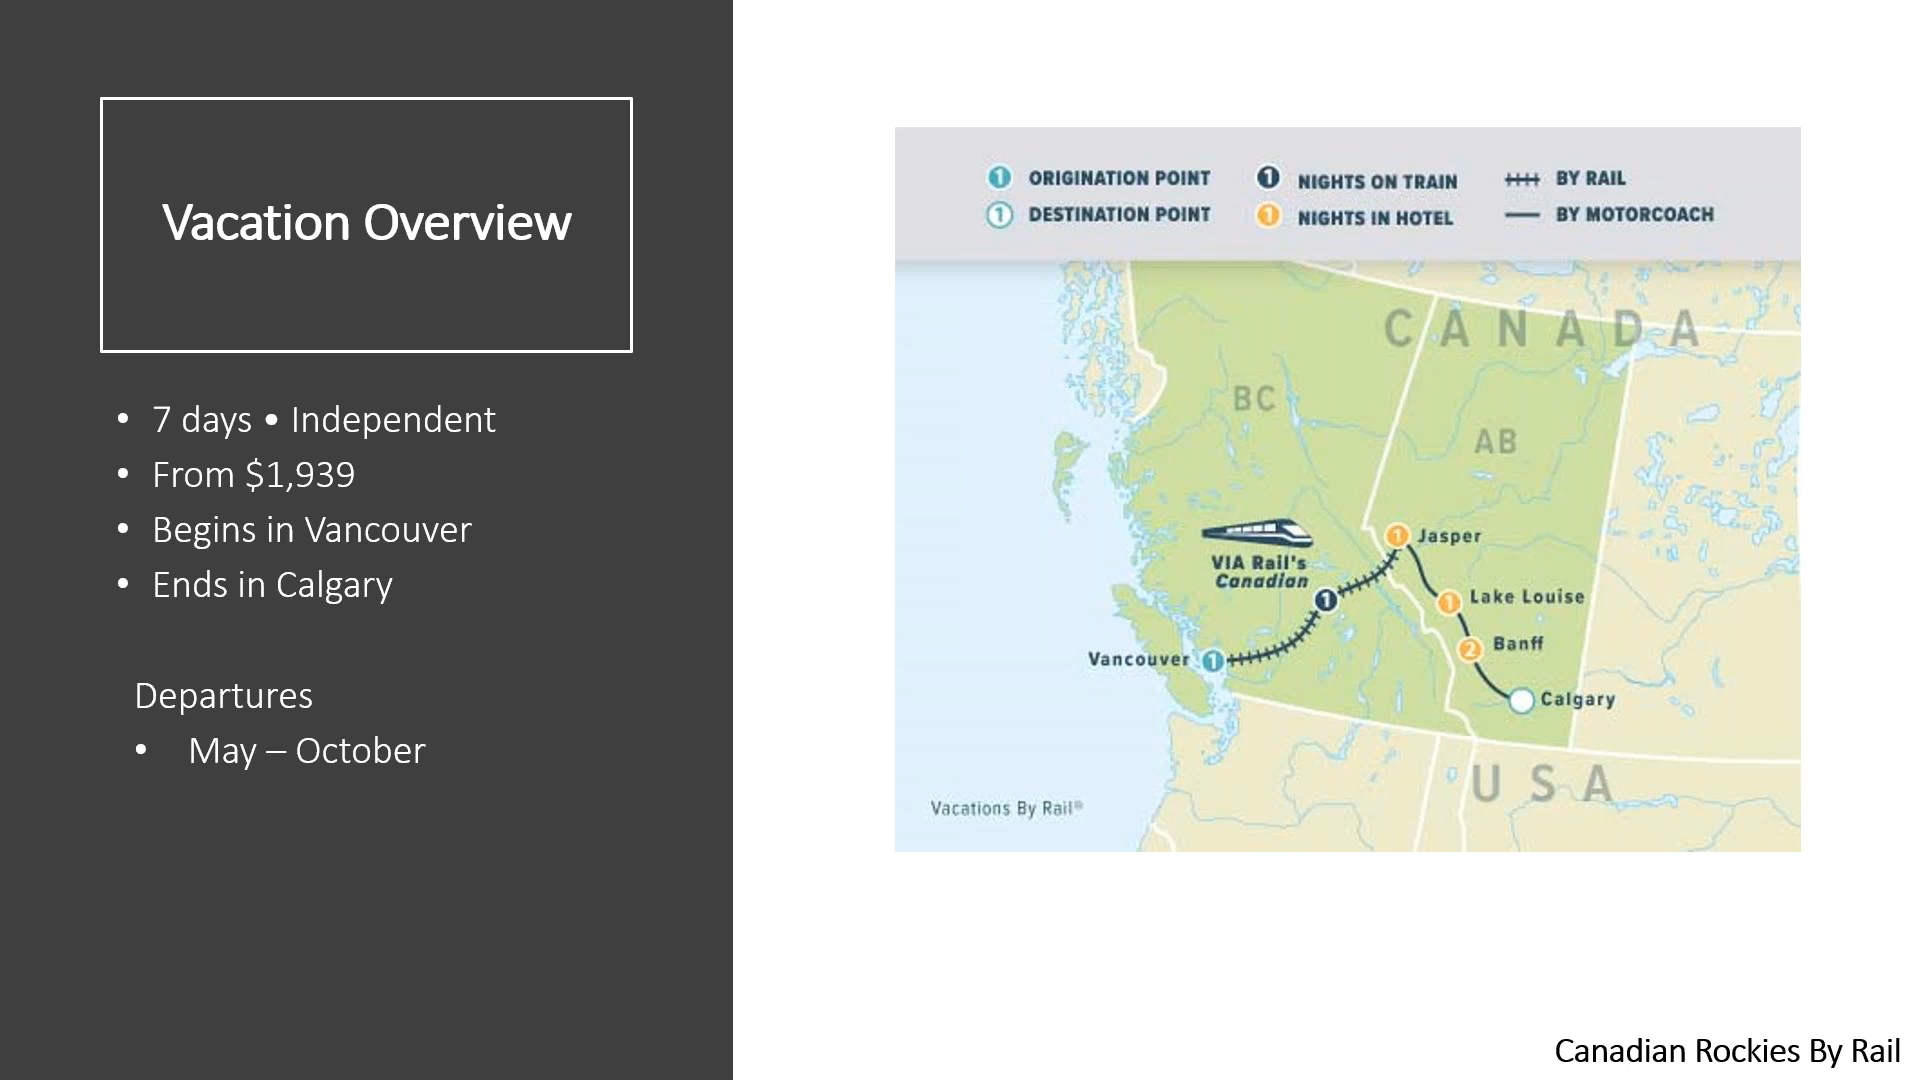 Vacation Overview
• 7 days • Independent
• From $1,939
• Begins in Vancouver
• Ends in Calgary
Departures
• May – October
1 ORIGINATION POINT
1 DESTINATION POINT
1 NIGHTS ON TRAIN
1 NIGHTS IN HOTEL
BY RAIL
BY MOTORCOACH
CANADA
BC
AB
VIA Rail's
Canadian
1 Jasper
1
1 Lake Louise
2 Banff
Vancouver 1
Calgary
USA
Vacations By Rail®
Canadian Rockies By Rail